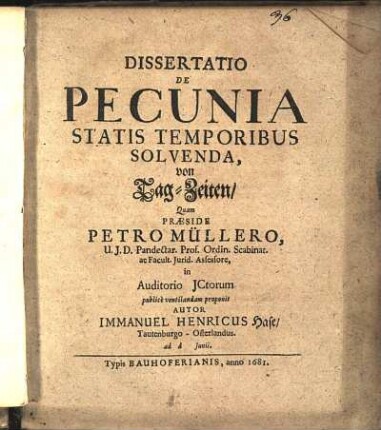 36
DISSERTATIO
DE
PECUNIA
STATIS TEMPORIBUS
SOLVENDA,
von
Tag-Zeiten/
Quam
PRÆSIDE
PETRO MÜLLERO,
U. J. D. Pandectar. Prof. Ordin. Scabinat.
ac Facult. Jurid. Assessore,
in
Auditorio JCtorum
publicè ventilandam proponit
AUTOR
IMMANUEL HENRICUS Hase/
Tautenburgo-Osterlandus.
ad d Junii.
Typis BAUHOFERIANIS, anno 1681.